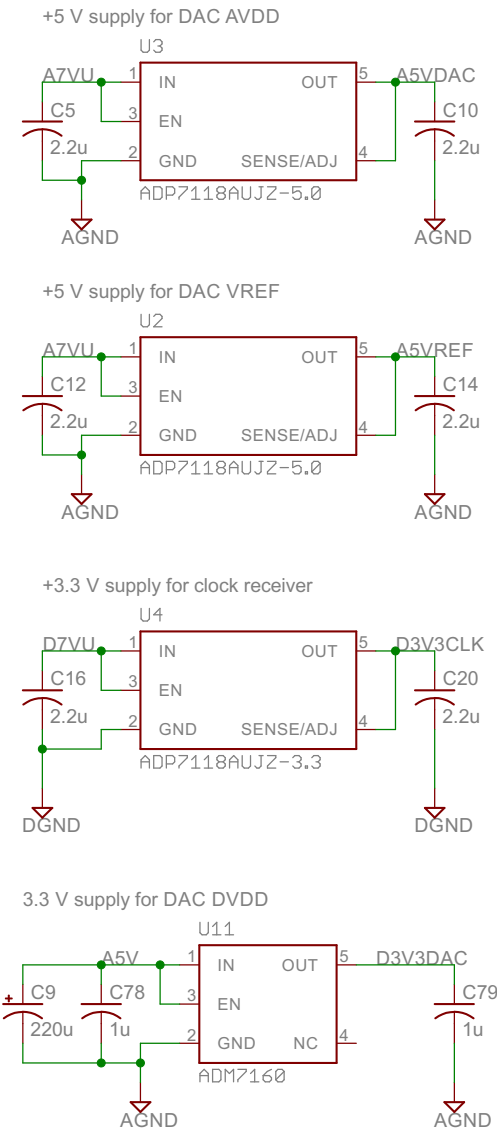 +5 V supply for DAC AVDD
U3
A7VU 1 IN OUT 5 A5VDAC
C5 3 EN C10
2.2u 2 GND SENSE/ADJ 4 2.2u
ADP7118AUJZ-5.0
AGND AGND
+5 V supply for DAC VREF
U2
A7VU 1 IN OUT 5 A5VREF
C12 3 EN C14
2.2u 2 GND SENSE/ADJ 4 2.2u
ADP7118AUJZ-5.0
AGND AGND
+3.3 V supply for clock receiver
U4
D7VU 1 IN OUT 5 D3V3CLK
C16 3 EN C20
2.2u 2 GND SENSE/ADJ 4 2.2u
ADP7118AUJZ-3.3
DGND DGND
3.3 V supply for DAC DVDD
U11
A5V 1 IN OUT 5 D3V3DAC
+ C9 C78 3 EN C79
220u 1u 2 GND NC 4 1u
ADM7160
AGND AGND